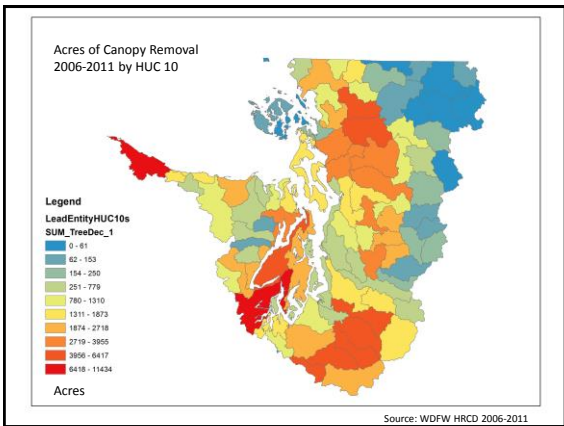 Acres of Canopy Removal
2006-2011 by HUC 10
Legend
LeadEntityHUC10s
SUM_TreeDec_1
0 - 61
62 - 153
154 - 250
251 - 779
780 - 1310
1311 - 1873
1874 - 2718
2719 - 3955
3956 - 6417
6418 - 11434
Acres
Source: WDFW HRCD 2006-2011